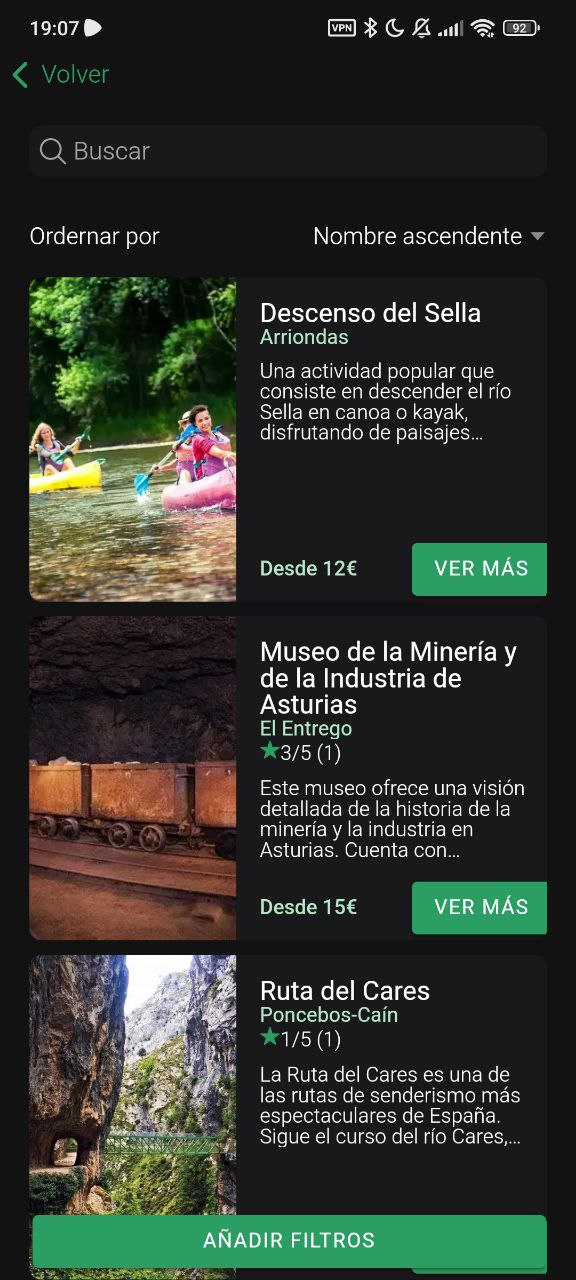 19:07
VPN
92
Volver
Buscar
Ordernar por
Nombre ascendente
Descenso del Sella
Arriondas
Una actividad popular que
consiste en descender el río
Sella en canoa o kayak,
disfrutando de paisajes…
Desde 12€
VER MÁS
Museo de la Minería y
de la Industria de
Asturias
El Entrego
3/5 (1)
Este museo ofrece una visión
detallada de la historia de la
minería y la industria en
Asturias. Cuenta con…
Desde 15€
VER MÁS
Ruta del Cares
Poncebos-Caín
1/5 (1)
La Ruta del Cares es una de
las rutas de senderismo más
espectaculares de España.
Sigue el curso del río Cares,…
AÑADIR FILTROS